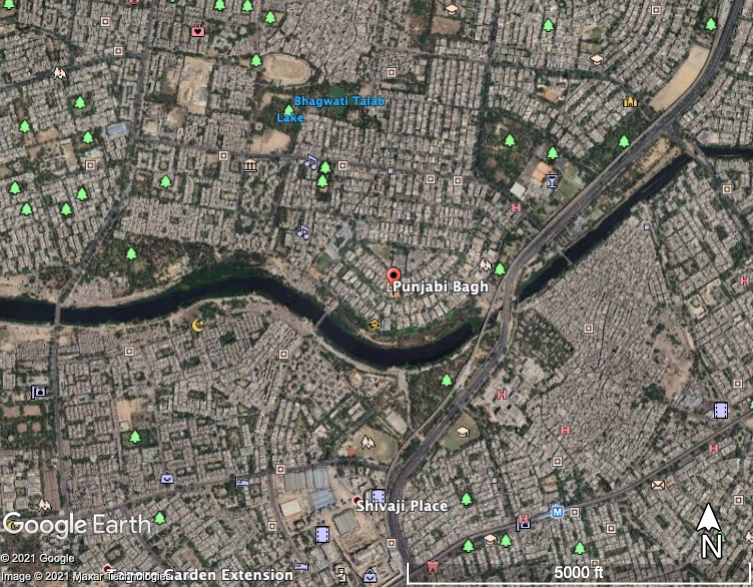 Bhagwati Talab
Lake
Punjabi Bagh
Shivaji Place
Google Earth
© 2021 Google
Image © 2021 Maxar Technologies
Garden Extension
5000 ft
N
M
H
H
H
H
H
H